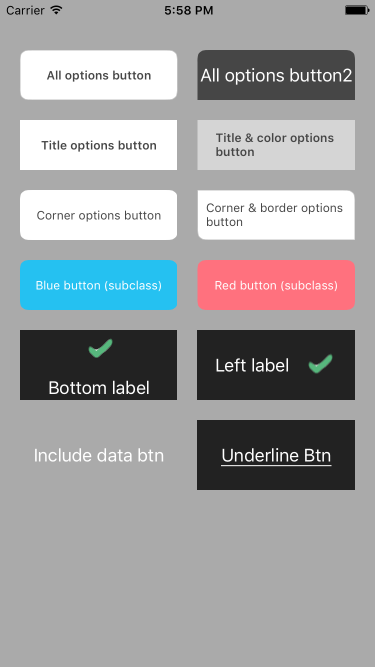 Carrier 5:58 PM
All options button
All options button2
Title options button
Title & color options
button
Corner options button
Corner & border options
button
Blue button (subclass)
Red button (subclass)
Bottom label
Left label
Include data btn
Underline Btn